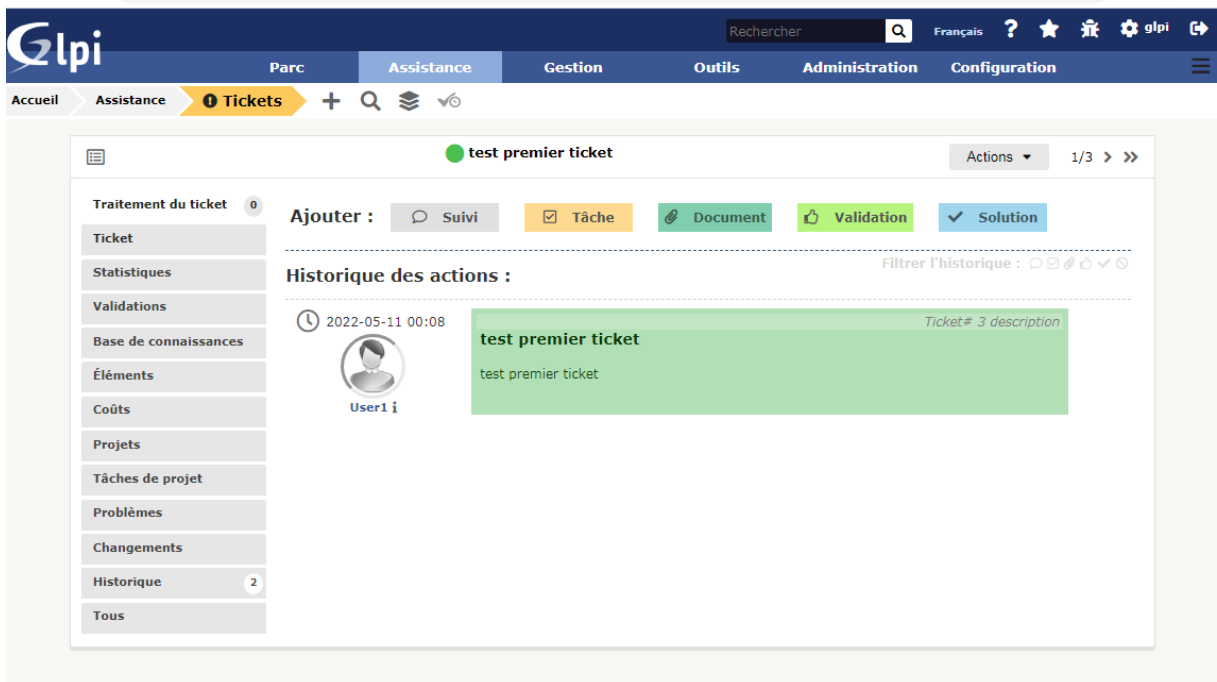 Glpi
Rechercher Français ? glpi
Parc Assistance Gestion Outils Administration Configuration
Accueil Assistance Tickets
test premier ticket Actions 1/3
Traitement du ticket 0
Ticket
Statistiques
Validations
Base de connaissances
Éléments
Coûts
Projets
Tâches de projet
Problèmes
Changements
Historique 2
Tous
Ajouter : Suivi Tâche Document Validation Solution
Filtrer l'historique :
Historique des actions :
2022-05-11 00:08
User1 i
Ticket# 3 description
test premier ticket
test premier ticket